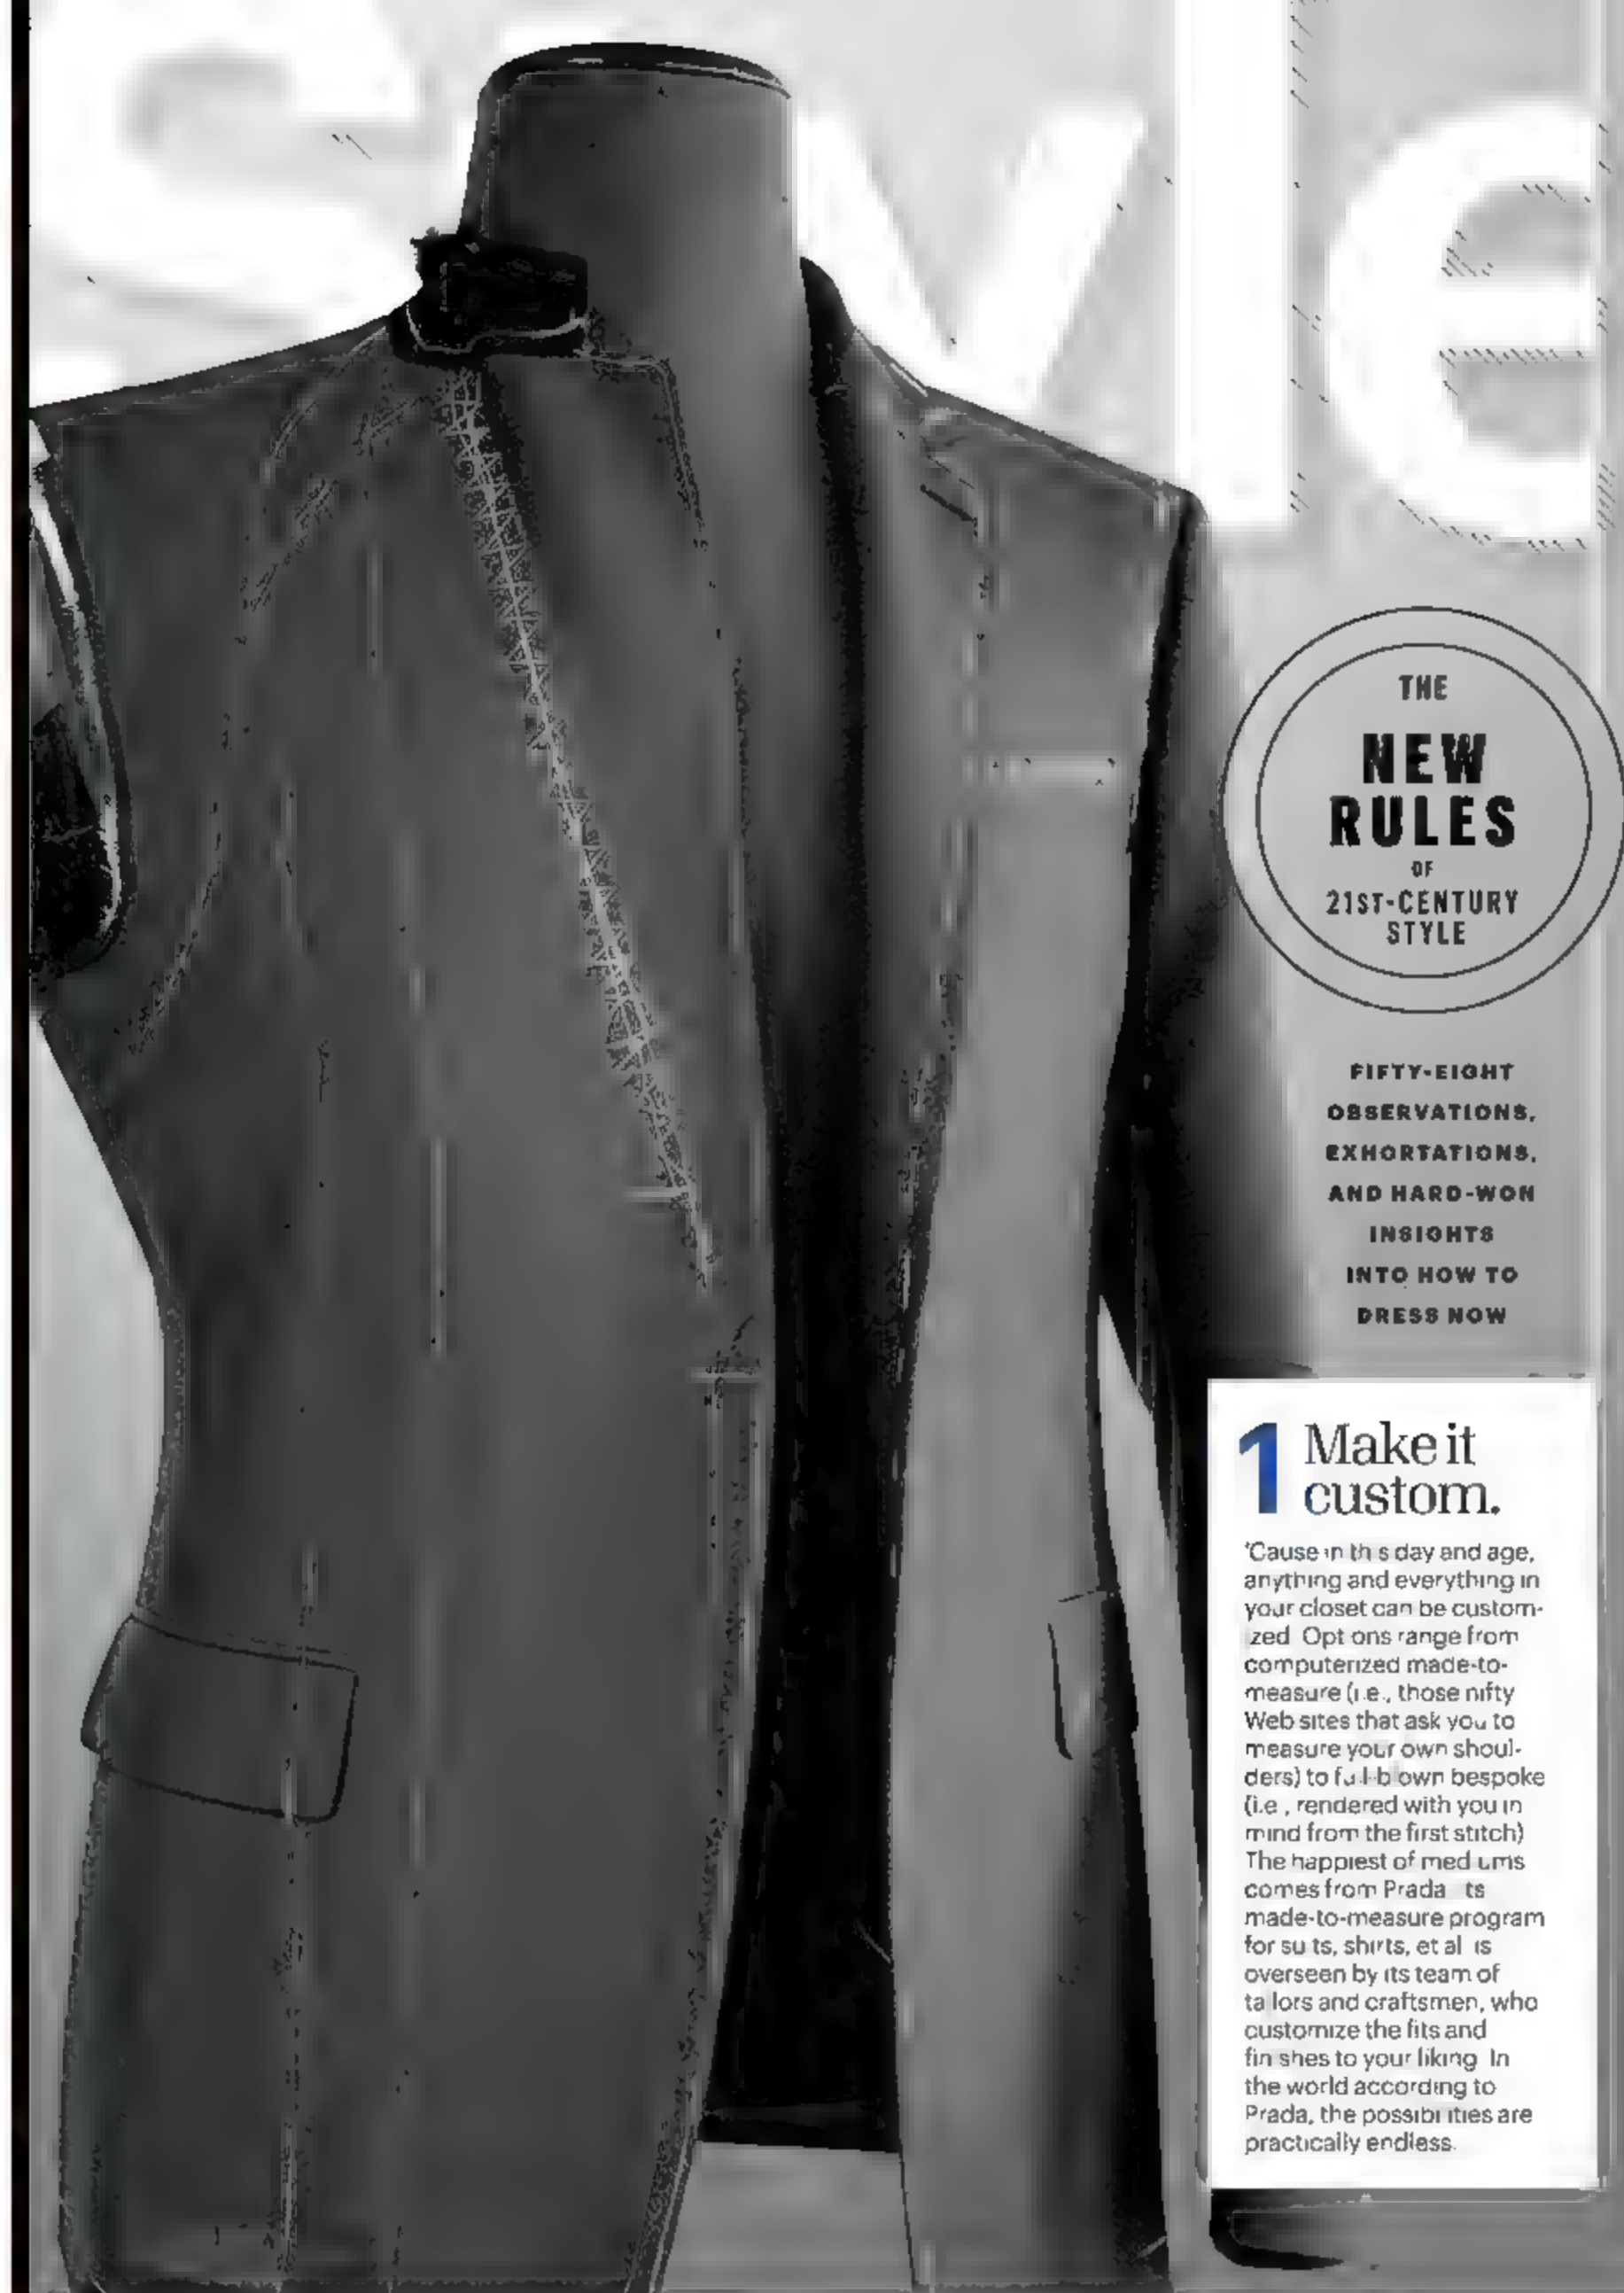 Style
THE
NEW
RULES
OF
21ST-CENTURY
STYLE
FIFTY-EIGHT
OBSERVATIONS,
EXHORTATIONS,
AND HARD-WON
INSIGHTS
INTO HOW TO
DRESS NOW
1 Make it
custom.
'Cause in this day and age,
anything and everything in
your closet can be custom-
ized. Options range from
computerized made-to-
measure (i.e., those nifty
Web sites that ask you to
measure your own shoul-
ders) to full-blown bespoke
(i.e., rendered with you in
mind from the first stitch).
The happiest of mediums
comes from Prada. Its
made-to-measure program
for suits, shirts, et al. is
overseen by its team of
tailors and craftsmen, who
customize the fits and
finishes to your liking. In
the world according to
Prada, the possibilities are
practically endless.